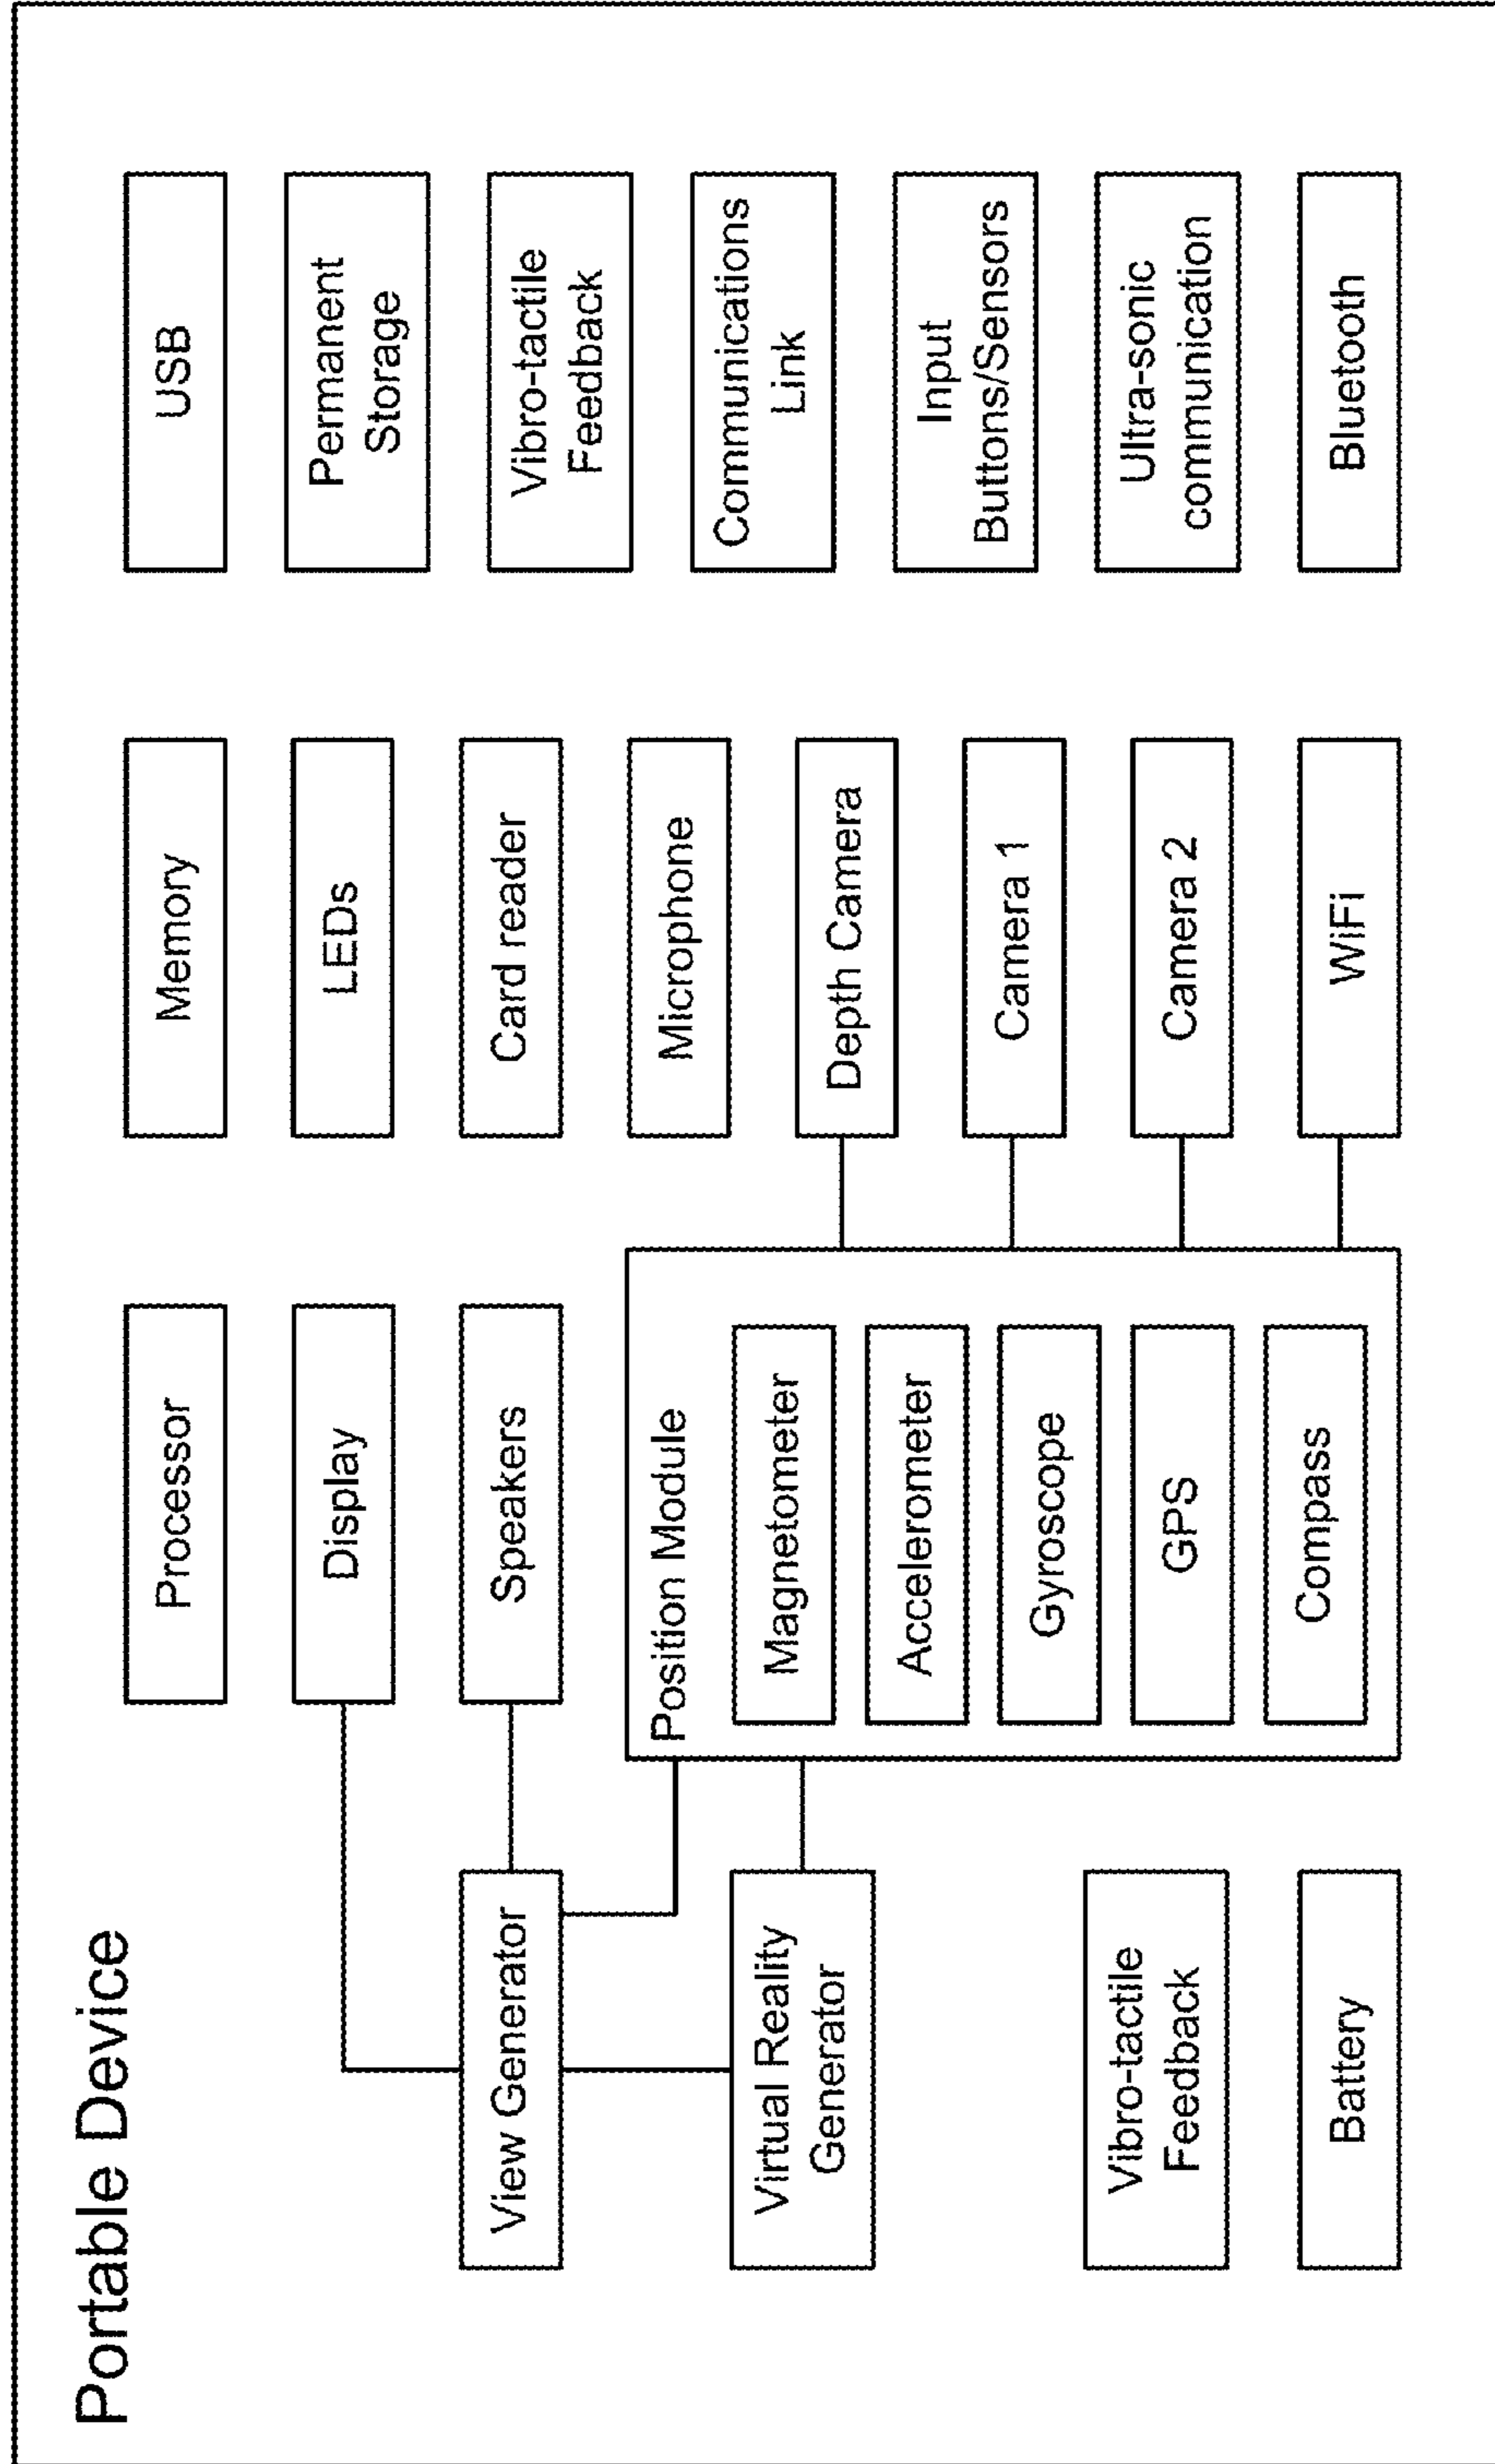 Portable Device
View Generator
Virtual Reality
Generator
Vibro-tactile
Feedback
Battery
Processor
Display
Speakers
Position Module
Magnetometer
Accelerometer
Gyroscope
GPS
Compass
Memory
LEDs
Card reader
Microphone
Depth Camera
Camera 1
Camera 2
WiFi
USB
Permanent
Storage
Vibro-tactile
Feedback
Communications
Link
Input
Buttons/Sensors
Ultra-sonic
communication
Bluetooth